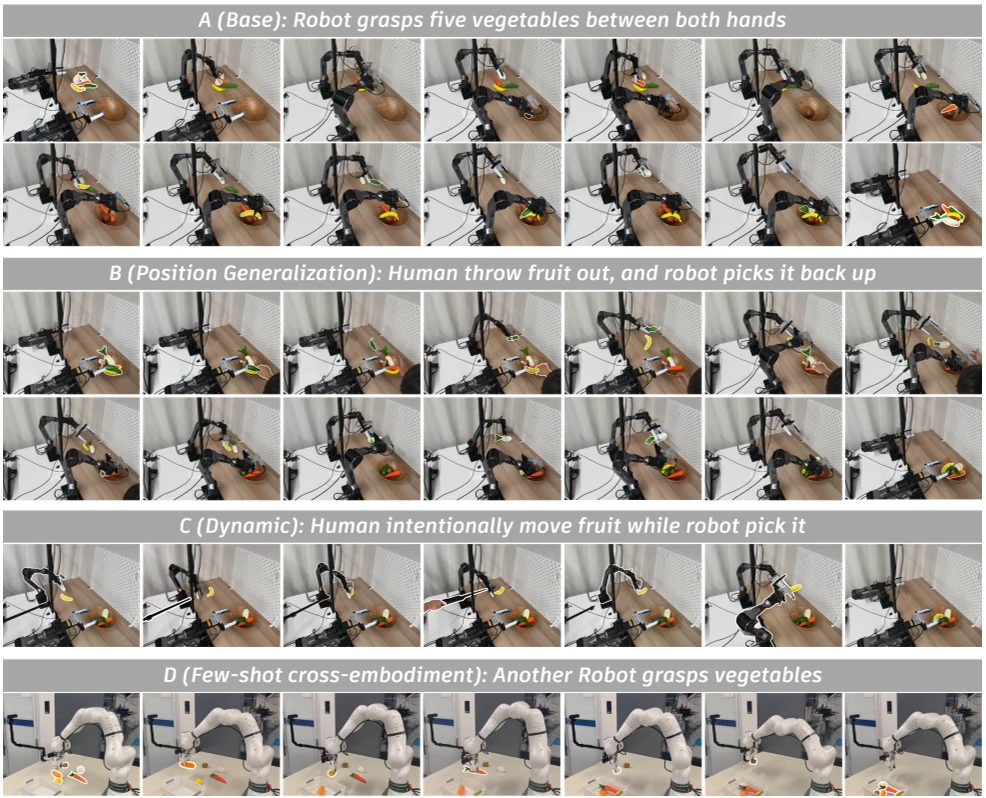 A (Base): Robot grasps five vegetables between both hands
B (Position Generalization): Human throw fruit out, and robot picks it back up
C (Dynamic): Human intentionally move fruit while robot pick it
D (Few-shot cross-embodiment): Another Robot grasps vegetables